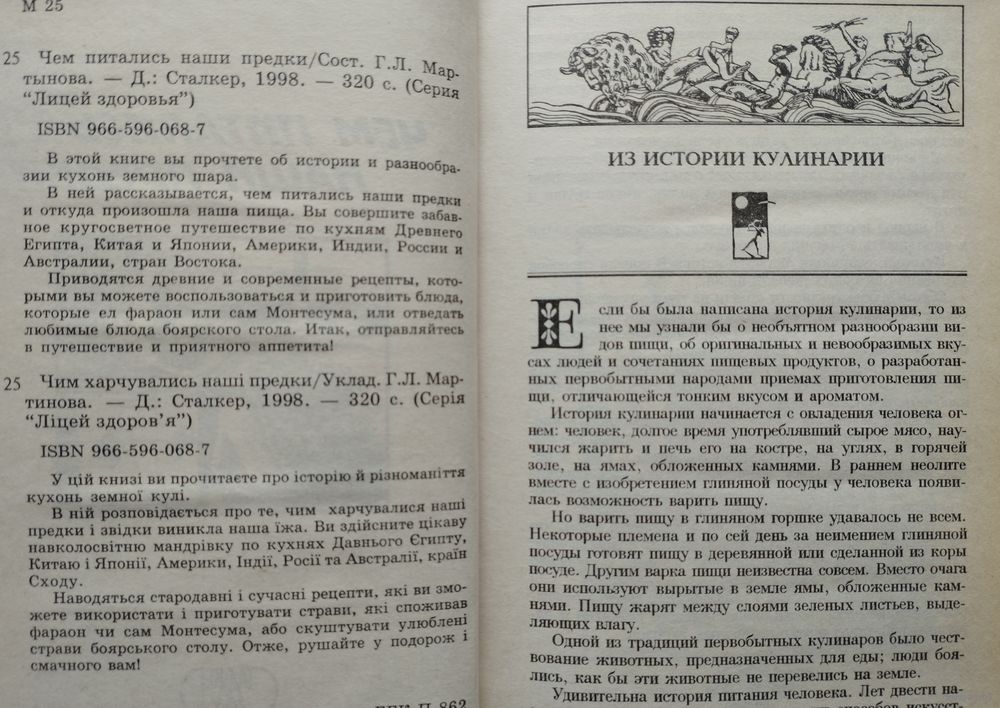 М 25
25 Чем питались наши предки/Сост. Г.Л. Мар-
тынова. — Д.: Сталкер, 1998. — 320 с. (Серия
“Лицей здоровья”)
ISBN 966-596-068-7
В этой книге вы прочтете об истории и разнообра-
зии кухонь земного шара.
В ней рассказывается, чем питались наши предки
и откуда произошла наша пища. Вы совершите забав-
ное кругосветное путешествие по кухням Древнего
Египта, Китая и Японии, Америки, Индии, России и
Австралии, стран Востока.
Приводятся древние и современные рецепты, кото-
рыми вы можете воспользоваться и приготовить блюда,
которые ел фараон или сам Монтесума, или отведать
любимые блюда боярского стола. Итак, отправляйтесь
в путешествие и приятного аппетита!
25 Чим харчувались наші предки/Уклад. Г.Л. Мар-
тинова. — Д.: Сталкер, 1998. — 320 с. (Серія
“Ліцей здоров'я”)
ISBN 966-596-068-7
У цій книзі ви прочитаєте про історію й різноманіття
кухонь земної кулі.
В ній розповідається про те, чим харчувалися наші
предки і звідки виникла наша їжа. Ви здійсните цікаву
навколосвітню мандрівку по кухнях Давнього Єгипту,
Китаю і Японії, Америки, Індії, Росії та Австралії, країн
Сходу.
Наводяться стародавні і сучасні рецепти, які ви змо-
жете використати і приготувати страви, які споживав
фараон чи сам Монтесума, або скуштувати улюблені
страви боярського столу. Отже, рушайте у подорож і
смачного вам!
ИЗ ИСТОРИИ КУЛИНАРИИ
Если бы была написана история кулинарии, то из
нее мы узнали бы о необъятном разнообразии ви-
дов пищи, об оригинальных и невообразимых вку-
сах людей и сочетаниях пищевых продуктов, о разработан-
ных первобытными народами приемах приготовления пи-
щи, отличающейся тонким вкусом и ароматом.
История кулинарии начинается с овладения человека ог-
нем: человек, долгое время употреблявший сырое мясо, нау-
чился жарить и печь его на костре, на углях, в горячей
золе, на ямах, обложенных камнями. В раннем неолите
вместе с изобретением глиняной посуды у человека появи-
лась возможность варить пищу.
Но варить пищу в глиняном горшке удавалось не всем.
Некоторые племена и по сей день за неимением глиняной
посуды готовят пищу в деревянной или сделанной из коры
посуде. Другим варка пищи неизвестна совсем. Вместо очага
они используют вырытые в земле ямы, обложенные кам-
нями. Пищу жарят между слоями зеленых листьев, выде-
ляющих влагу.
Одной из традиций первобытных кулинаров было чест-
вование животных, предназначенных для еды; люди боя-
лись, как бы эти животные не перевелись на земле.
Удивительна история питания человека. Лет двести на-